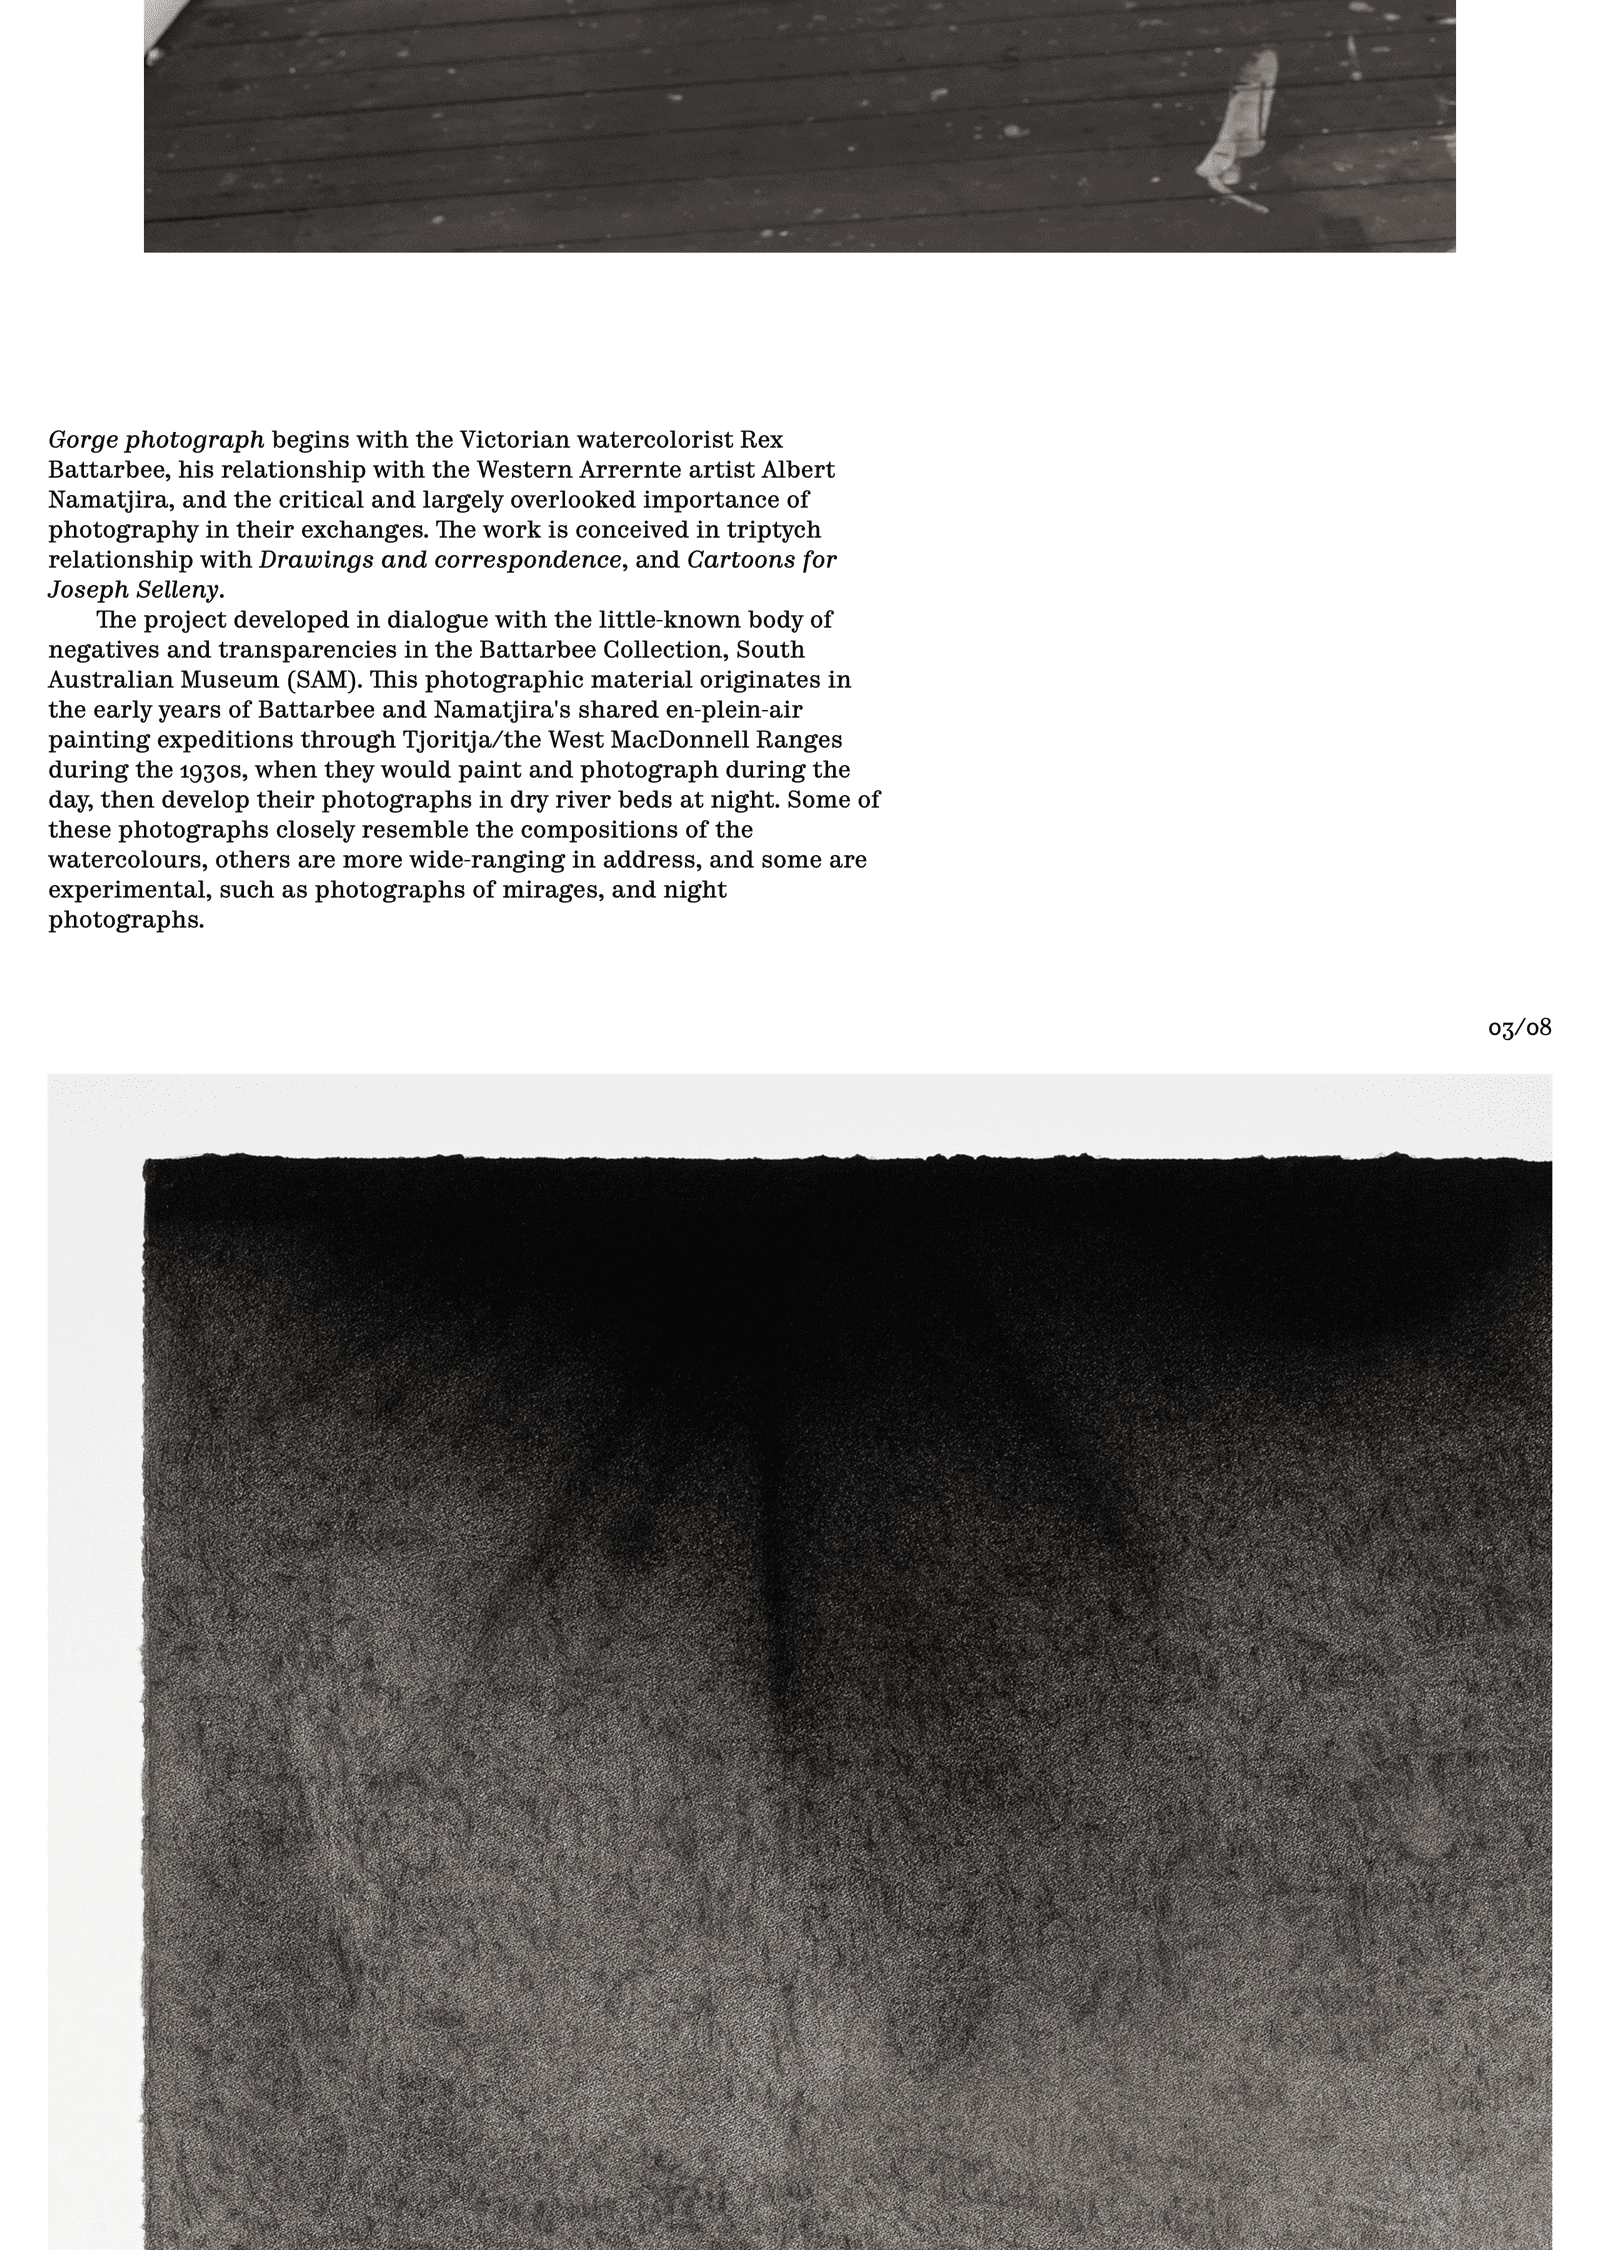 Gorge photograph begins with the Victorian watercolorist Rex
Battarbee, his relationship with the Western Arrernte artist Albert
Namatjira, and the critical and largely overlooked importance of
photography in their exchanges. The work is conceived in triptych
relationship with Drawings and correspondence, and Cartoons for
Joseph Selleny.
The project developed in dialogue with the little-known body of
negatives and transparencies in the Battarbee Collection, South
Australian Museum (SAM). This photographic material originates in
the early years of Battarbee and Namatjira's shared en-plein-air
painting expeditions through Tjoritja/the West MacDonnell Ranges
during the 1930s, when they would paint and photograph during the
day, then develop their photographs in dry river beds at night. Some of
these photographs closely resemble the compositions of the
watercolours, others are more wide-ranging in address, and some are
experimental, such as photographs of mirages, and night
photographs.
03/08